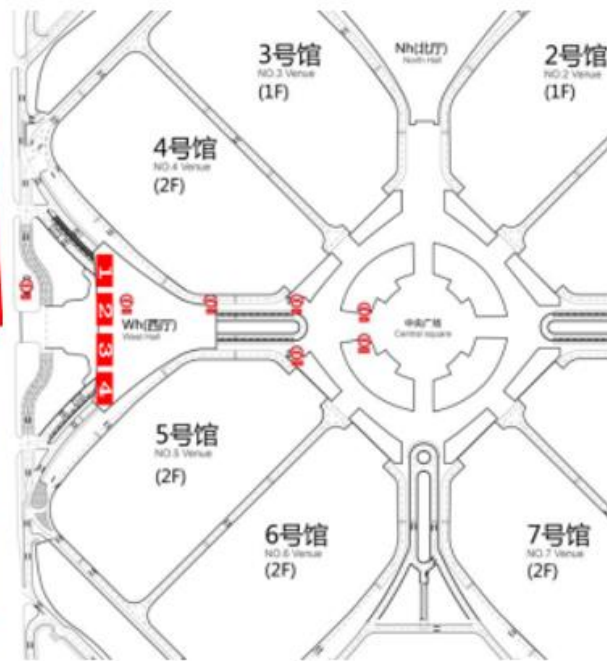 3号馆
NO.3 Venue
(1F)
Nh(北厅)
North Hall
2号馆
NO.2 Venue
(1F)
4号馆
NO.4 Venue
(2F)
1
2
3
4
Wh(西厅)
West Hall
中央广场
Central square
5号馆
NO.5 Venue
(2F)
6号馆
NO.6 Venue
(2F)
7号馆
NO.7 Venue
(2F)